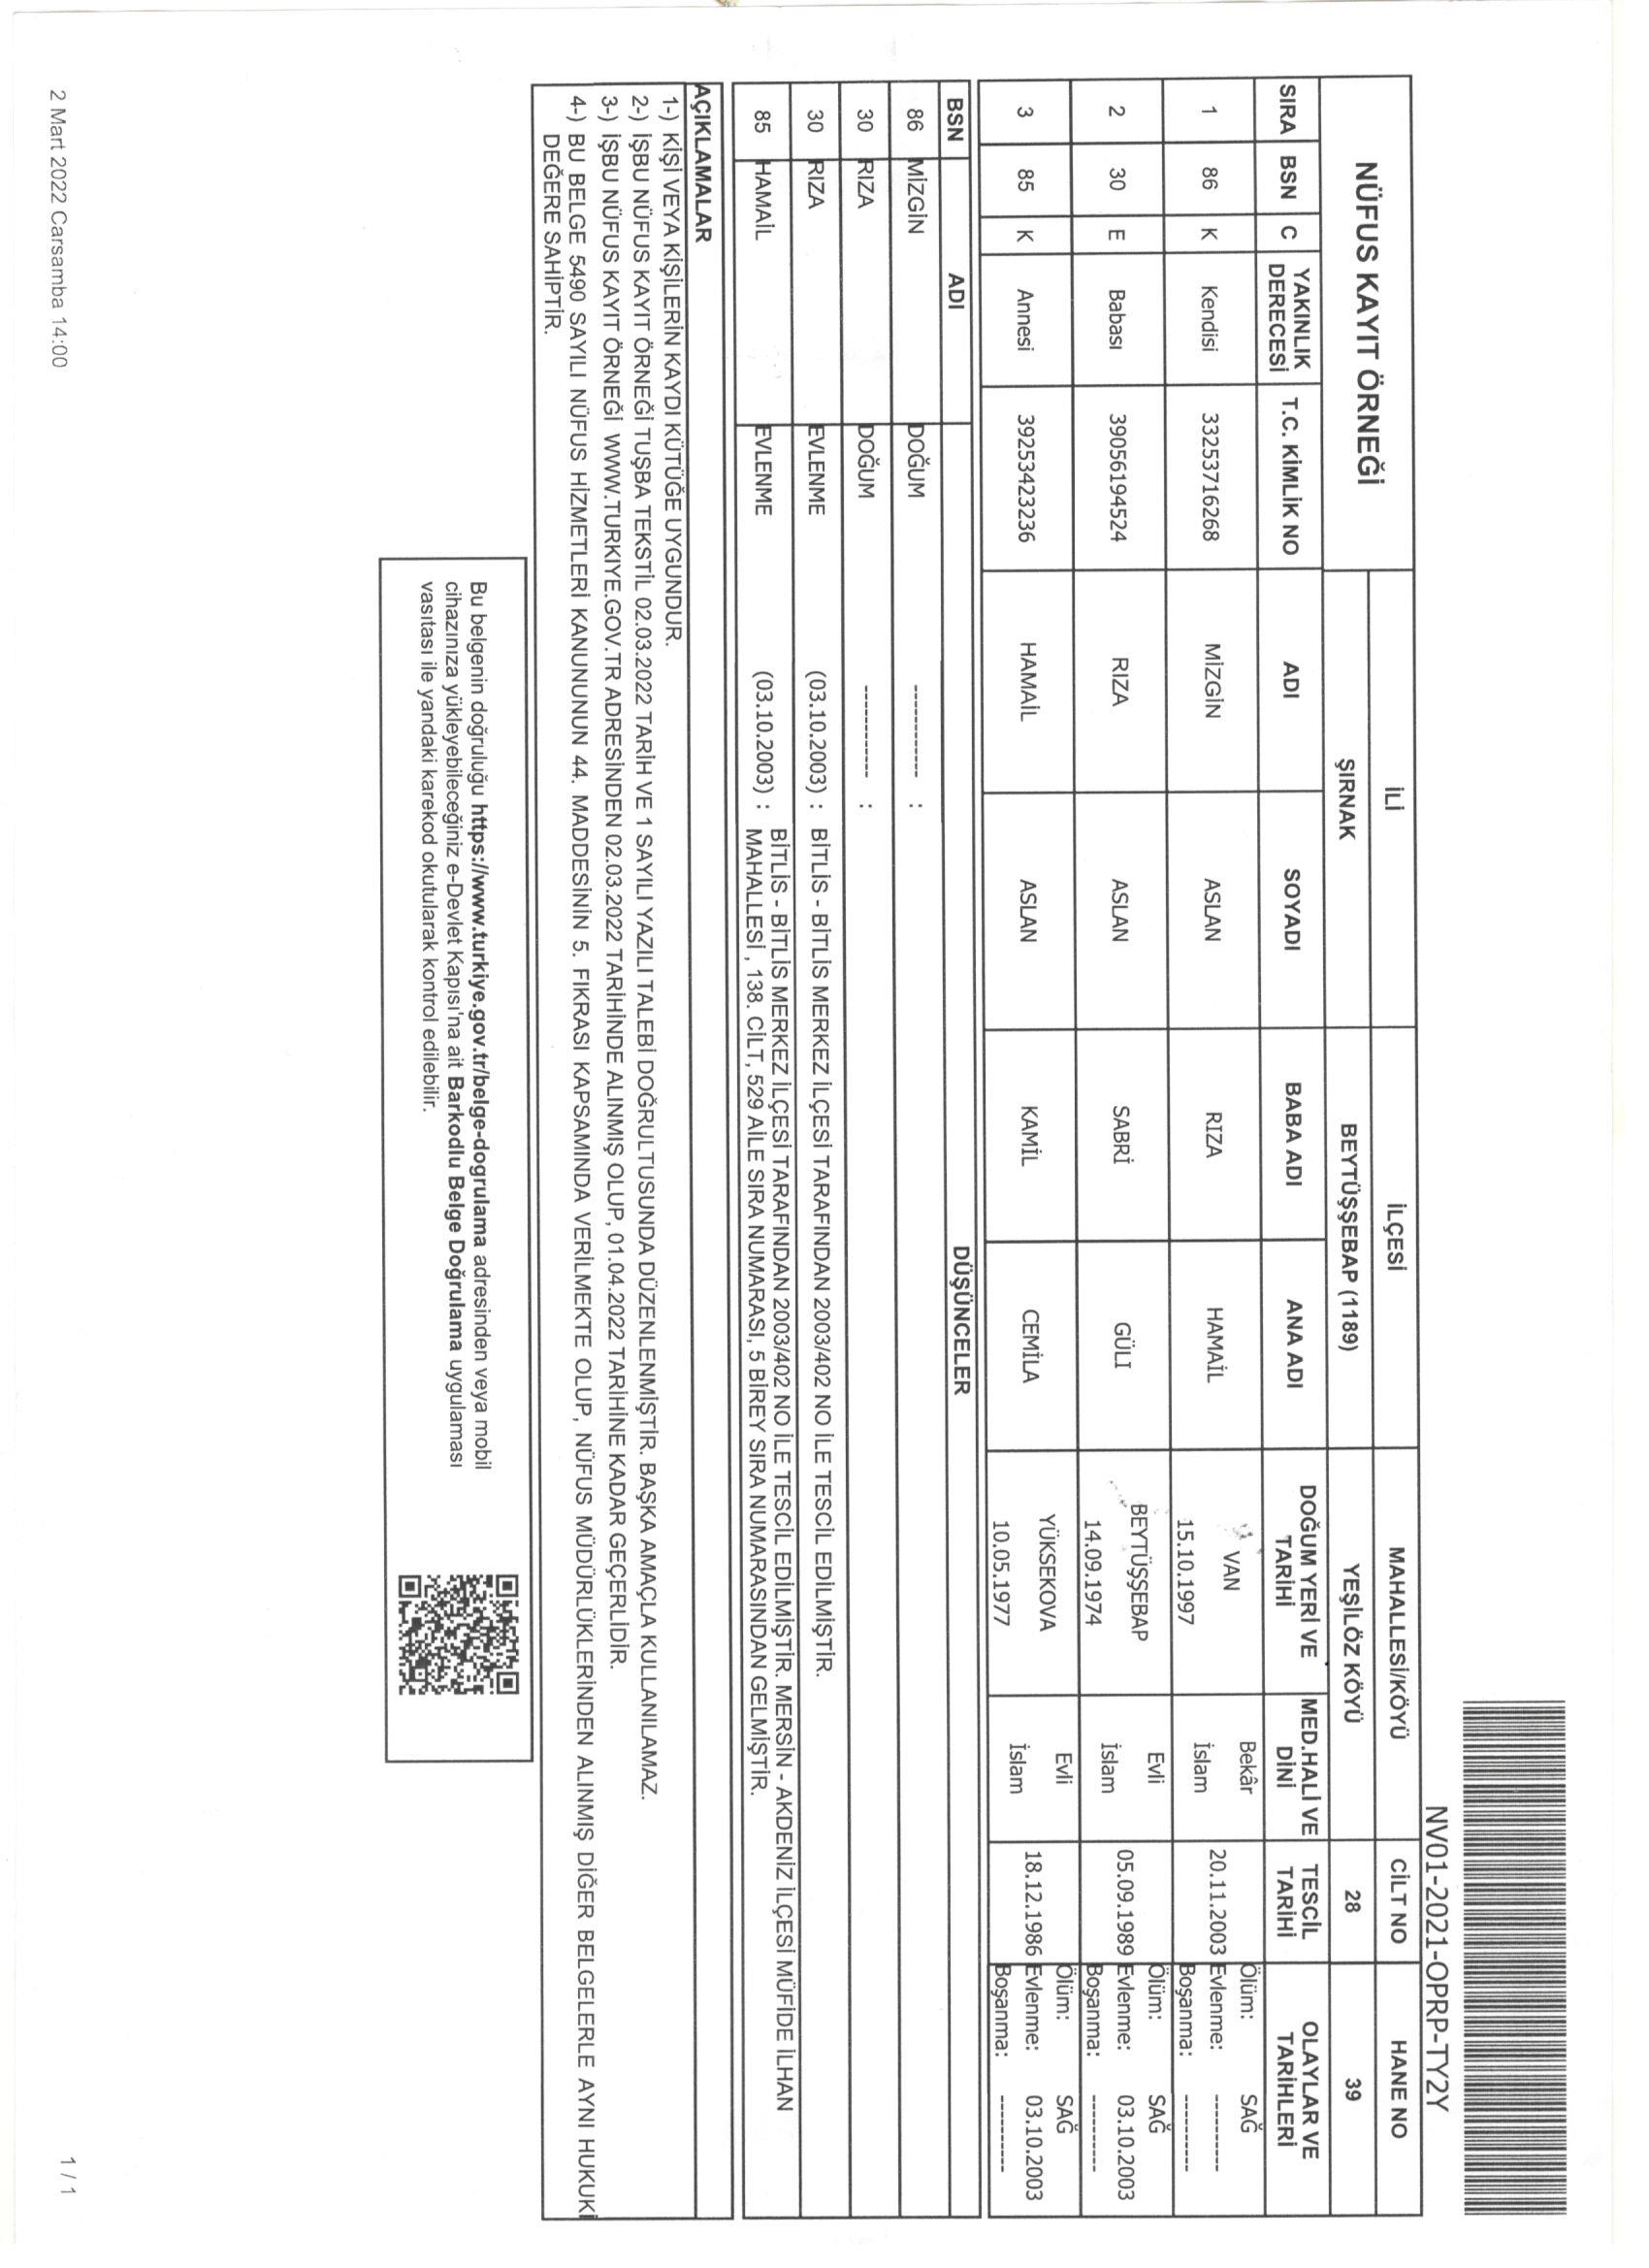 NV01-2021-OPRP-TY2Y
NÜFUS KAYIT ÖRNEĞİ
İLİ İLÇESİ MAHALLESİ/KÖYÜ CİLT NO HANE NO
ŞIRNAK BEYTÜŞŞEBAP (1189) YEŞİLÖZ KÖYÜ 28 39
SIRA BSN C YAKINLIK DERECESİ T.C. KİMLİK NO ADI SOYADI BABA ADI ANA ADI DOĞUM YERİ VE TARİHİ MED.HALİ VE DİNİ TESCİL TARİHİ OLAYLAR VE TARİHLERİ
1 86 K Kendisi 33253716268 MİZGİN ASLAN RIZA HAMAİL VAN 15.10.1997 Bekâr İslam 20.11.2003 Ölüm: SAĞ Evlenme: ---------- Boşanma: ----------
2 30 E Babası 39056194524 RIZA ASLAN SABRİ GÜLI BEYTÜŞŞEBAP 14.09.1974 Evli İslam 05.09.1989 Ölüm: SAĞ Evlenme: 03.10.2003 Boşanma: ----------
3 85 K Annesi 39253423236 HAMAİL ASLAN KAMİL CEMİLA YÜKSEKOVA 10.05.1977 Evli İslam 18.12.1986 Ölüm: SAĞ Evlenme: 03.10.2003 Boşanma: ----------
BSN ADI DÜŞÜNCELER
86 MİZGİN DOĞUM ---------- :
30 RIZA DOĞUM ---------- :
30 RIZA EVLENME (03.10.2003) : BİTLİS - BİTLİS MERKEZ İLÇESİ TARAFINDAN 2003/402 NO İLE TESCİL EDİLMİŞTİR.
85 HAMAİL EVLENME (03.10.2003) : BİTLİS - BİTLİS MERKEZ İLÇESİ TARAFINDAN 2003/402 NO İLE TESCİL EDİLMİŞTİR. MERSİN - AKDENİZ İLÇESİ MÜFİDE İLHAN
MAHALLESİ , 138. CİLT, 529 AİLE SIRA NUMARASI, 5 BİREY SIRA NUMARASINDAN GELMİŞTİR.
AÇIKLAMALAR
1-) KİŞİ VEYA KİŞİLERİN KAYDI KÜTÜĞE UYGUNDUR.
2-) İŞBU NÜFUS KAYIT ÖRNEĞİ TUŞBA TEKSTİL 02.03.2022 TARİH VE 1 SAYILI YAZILI TALEBİ DOĞRULTUSUNDA DÜZENLENMİŞTİR. BAŞKA AMAÇLA KULLANILAMAZ.
3-) İŞBU NÜFUS KAYIT ÖRNEĞİ WWW.TURKIYE.GOV.TR ADRESİNDEN 02.03.2022 TARİHİNDE ALINMIŞ OLUP, 01.04.2022 TARİHİNE KADAR GEÇERLİDİR.
4-) BU BELGE 5490 SAYILI NÜFUS HİZMETLERİ KANUNUNUN 44. MADDESİNİN 5. FIKRASI KAPSAMINDA VERİLMEKTE OLUP, NÜFUS MÜDÜRLÜKLERİNDEN ALINMIŞ DİĞER BELGELERLE AYNI HUKUKİ
DEĞERE SAHİPTİR.
Bu belgenin doğruluğu https://www.turkiye.gov.tr/belge-dogrulama adresinden veya mobil
cihazınıza yükleyebileceğiniz e-Devlet Kapısı'na ait Barkodlu Belge Doğrulama uygulaması
vasıtası ile yandaki karekod okutularak kontrol edilebilir.
2 Mart 2022 Carsamba 14:00
1 / 1